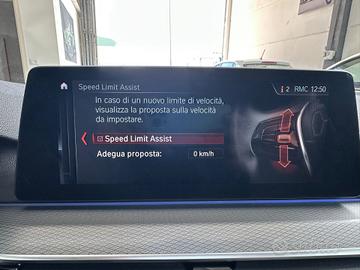 Speed Limit Assist
2 RMC 12:50
In caso di un nuovo limite di velocità,
visualizza la proposta sulla velocità
da impostare.
Speed Limit Assist
Adegua proposta: 0 km/h